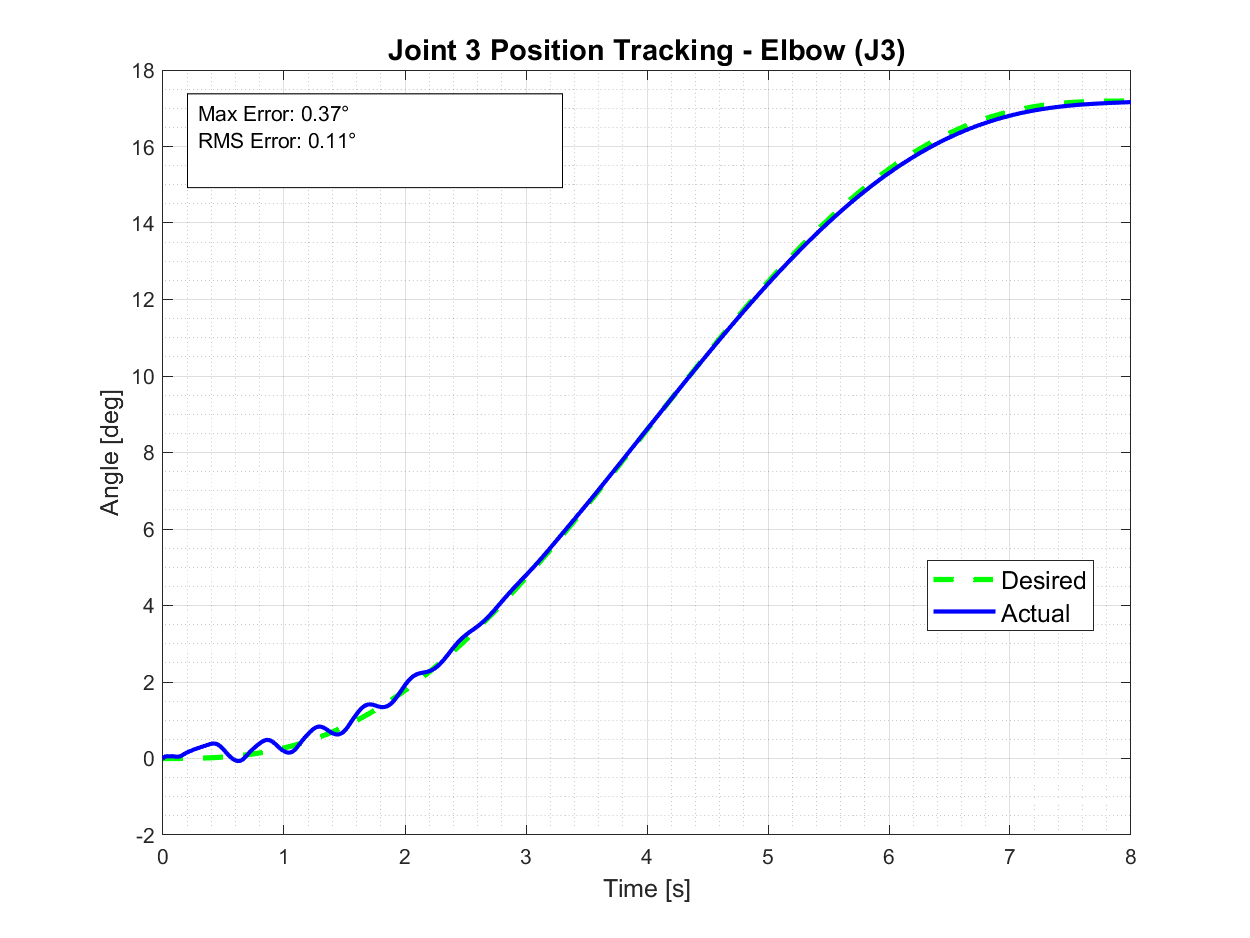 Joint 3 Position Tracking - Elbow (J3)
18
16
14
12
10
8
6
4
2
0
-2
Angle [deg]
Max Error: 0.37°
RMS Error: 0.11°
Desired
Actual
0 1 2 3 4 5 6 7 8
Time [s]